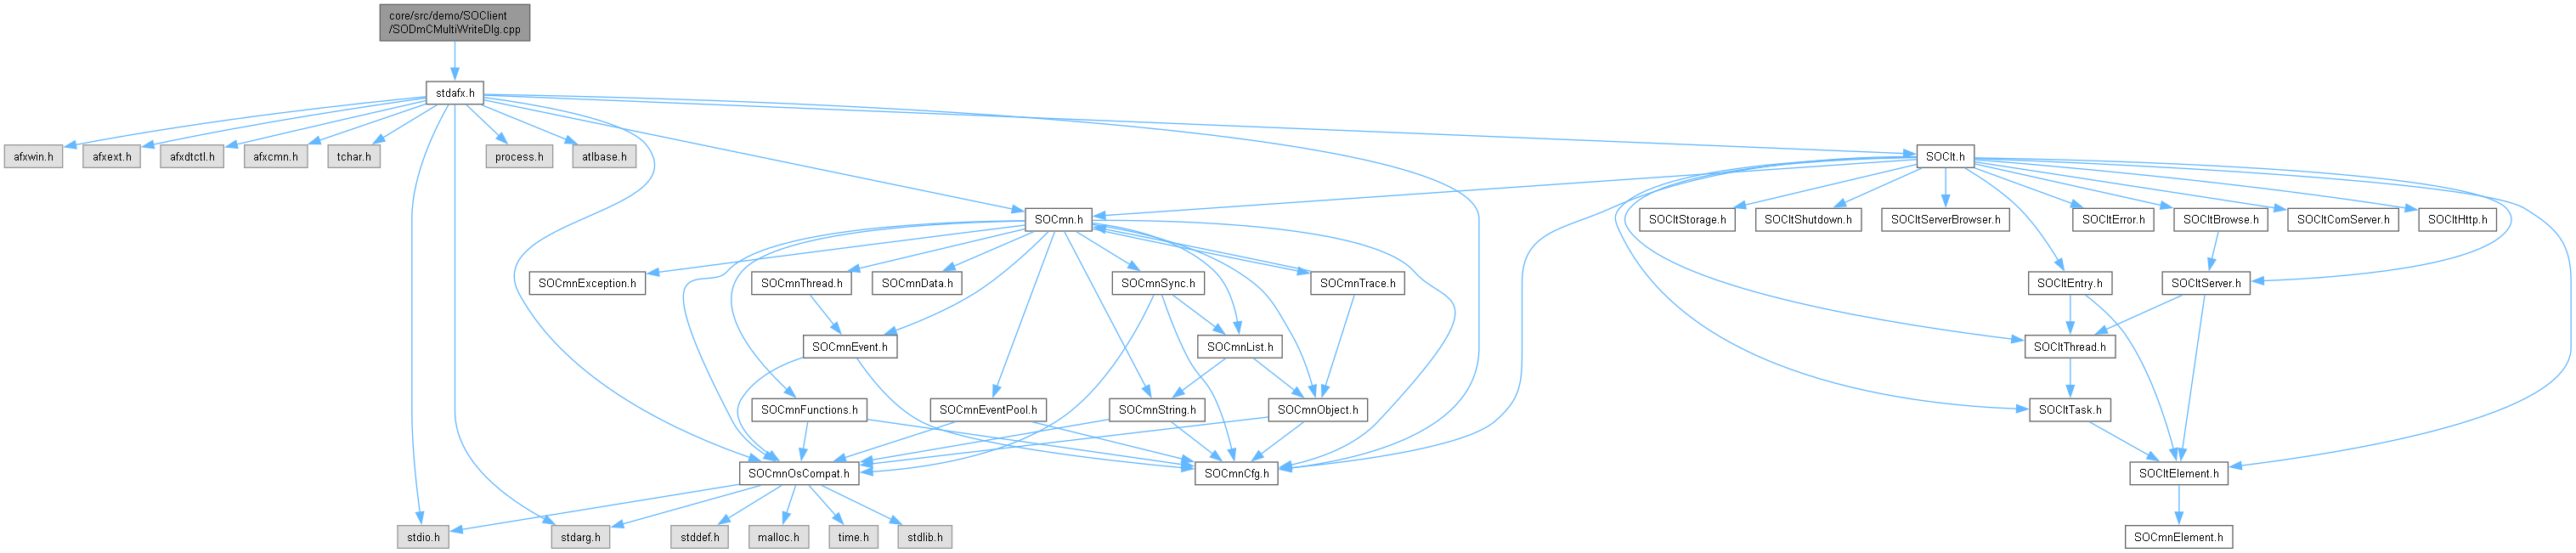 core/src/demo/SOClient
/SODmCMultiWriteDlg.cpp
stdafx.h
afxwin.h
afxext.h
afxdtctl.h
afxcmn.h
tchar.h
process.h
atlbase.h
SOClt.h
SOCmn.h
SOCltStorage.h
SOCltShutdown.h
SOCltServerBrowser.h
SOCltError.h
SOCltBrowse.h
SOCltComServer.h
SOCltHttp.h
SOCmnException.h
SOCmnThread.h
SOCmnData.h
SOCmnSync.h
SOCmnTrace.h
SOCltEntry.h
SOCltServer.h
SOCmnEvent.h
SOCmnList.h
SOCltThread.h
SOCmnFunctions.h
SOCmnEventPool.h
SOCmnString.h
SOCmnObject.h
SOCltTask.h
SOCmnOsCompat.h
SOCmnCfg.h
SOCltElement.h
stdio.h
stdarg.h
stddef.h
malloc.h
time.h
stdlib.h
SOCmnElement.h